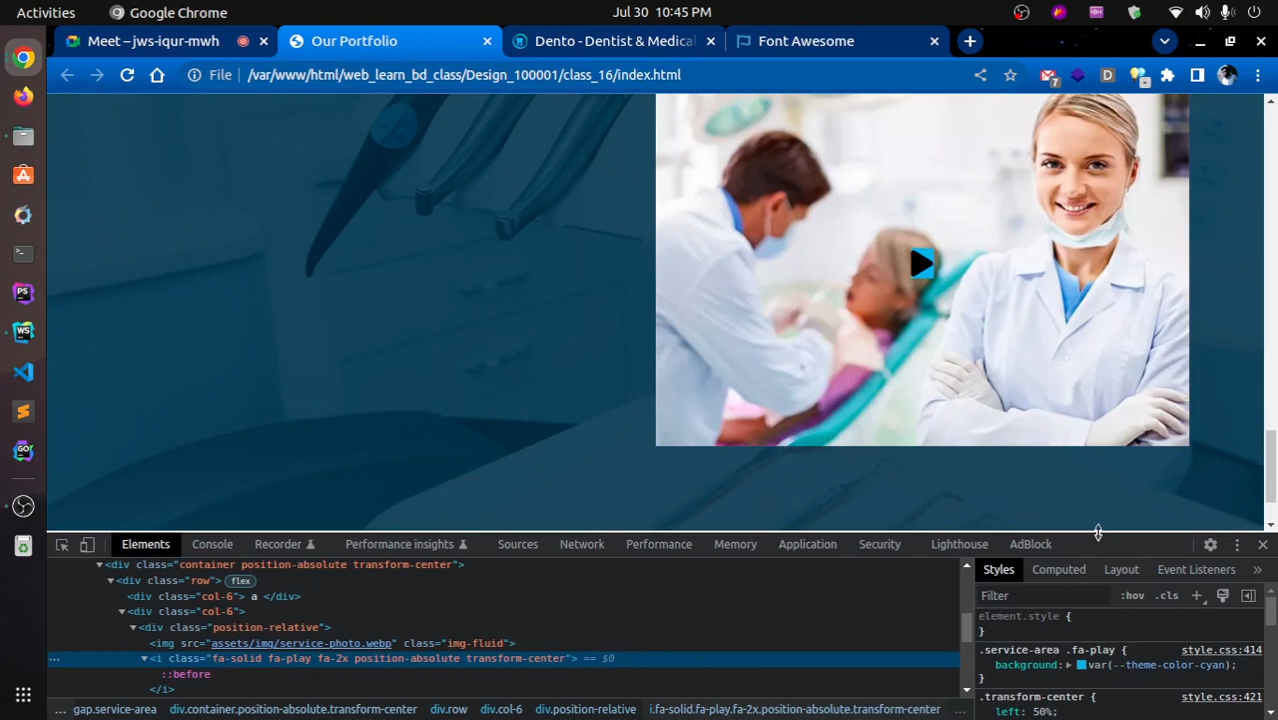 Activities
Google Chrome
Jul 30 10:45 PM
Meet – jws-iqur-mwh
Our Portfolio
Dento - Dentist & Medical
Font Awesome
File
/var/www/html/web_learn_bd_class/Design_100001/class_16/index.html
7
D
PS
WS
GO
Elements
Console
Recorder
Performance insights
Sources
Network
Performance
Memory
Application
Security
Lighthouse
AdBlock
<div class="container position-absolute transform-center">
<div class="row"> flex
<div class="col-6"> a </div>
<div class="col-6">
<div class="position-relative">
<img src="assets/img/service-photo.webp" class="img-fluid">
<i class="fa-solid fa-play fa-2x position-absolute transform-center"> == $0
::before
</i>
... gap.service-area div.container.position-absolute.transform-center div.row div.col-6 div.position-relative i.fa-solid.fa-play.fa-2x.position-absolute.transform-center ...
Styles
Computed
Layout
Event Listeners
»
Filter
:hov .cls +
element.style {
}
.service-area .fa-play { style.css:414
background: var(--theme-color-cyan);
}
.transform-center { style.css:421
left: 50%;